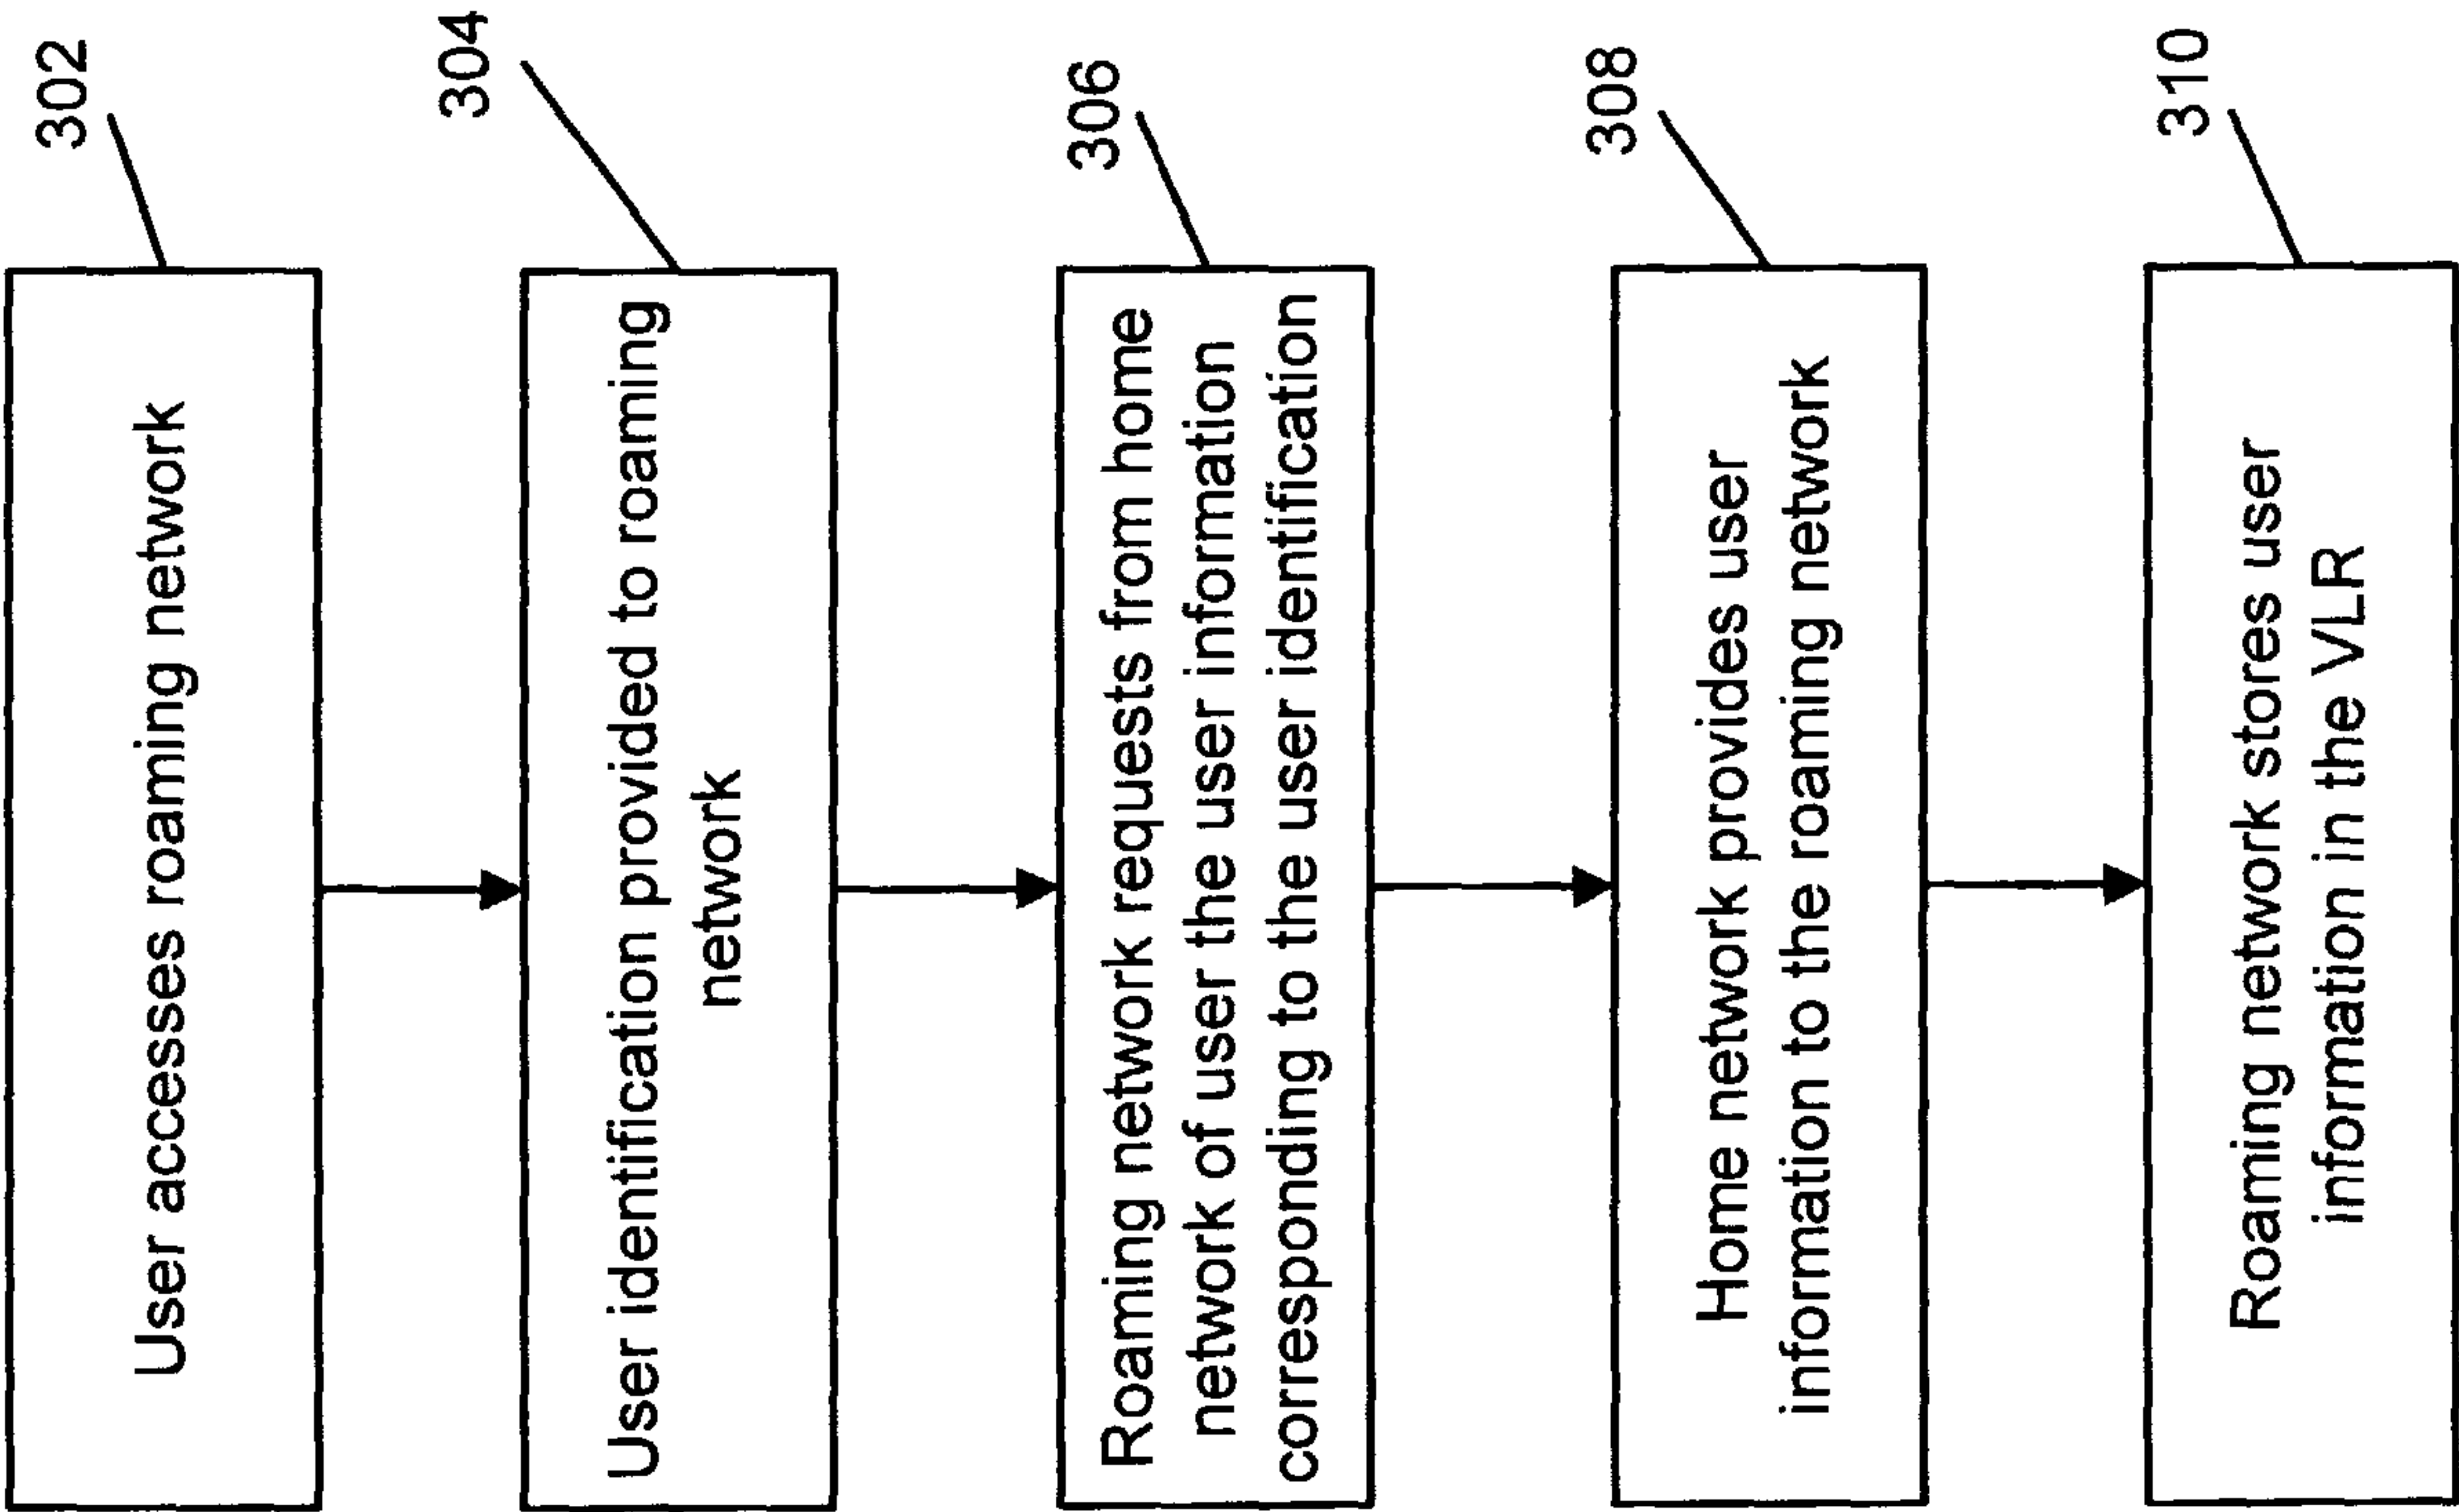 302
User accesses roaming network
304
User identification provided to roaming
network
306
Roaming network requests from home
network of user the user information
corresponding to the user identification
308
Home network provides user
information to the roaming network
310
Roaming network stores user
information in the VLR